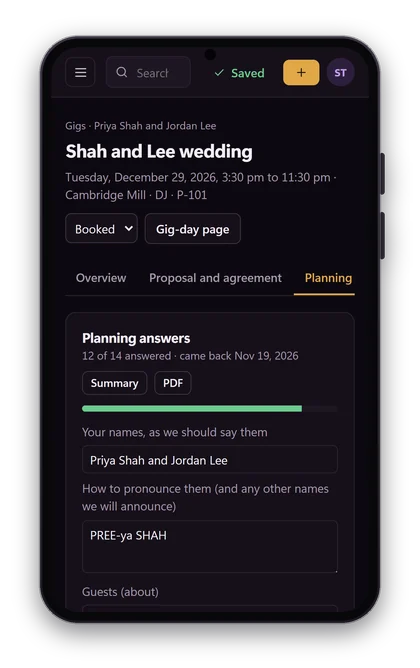 Search
Saved
+
ST
Gigs · Priya Shah and Jordan Lee
Shah and Lee wedding
Tuesday, December 29, 2026, 3:30 pm to 11:30 pm ·
Cambridge Mill · DJ · P-101
Booked
Gig-day page
Overview
Proposal and agreement
Planning
Planning answers
12 of 14 answered · came back Nov 19, 2026
Summary
PDF
Your names, as we should say them
Priya Shah and Jordan Lee
How to pronounce them (and any other names
we will announce)
PREE-ya SHAH
Guests (about)